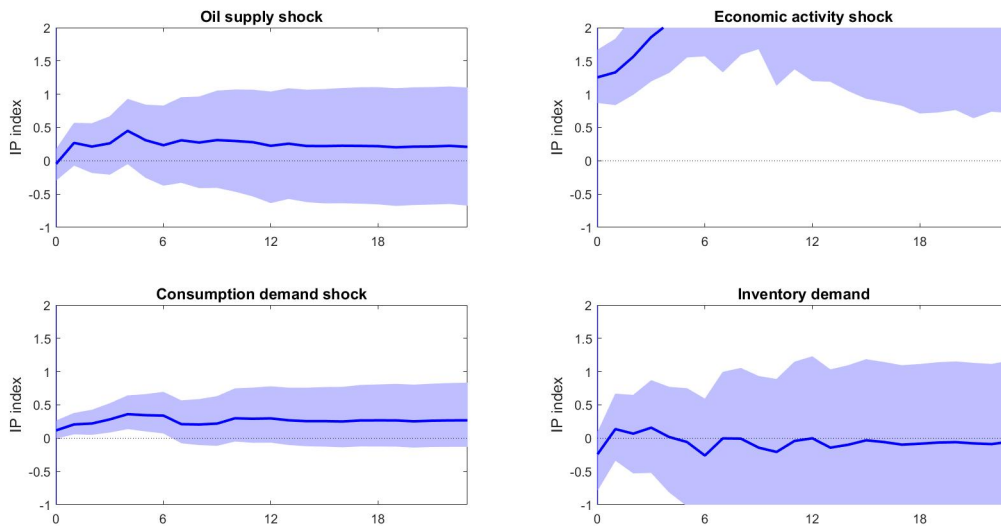 Oil supply shock
IP index
2
1.5
1
0.5
0
-0.5
-1
0 6 12 18
Economic activity shock
IP index
2
1.5
1
0.5
0
-0.5
-1
0 6 12 18
Consumption demand shock
IP index
2
1.5
1
0.5
0
-0.5
-1
0 6 12 18
Inventory demand
IP index
2
1.5
1
0.5
0
-0.5
-1
0 6 12 18